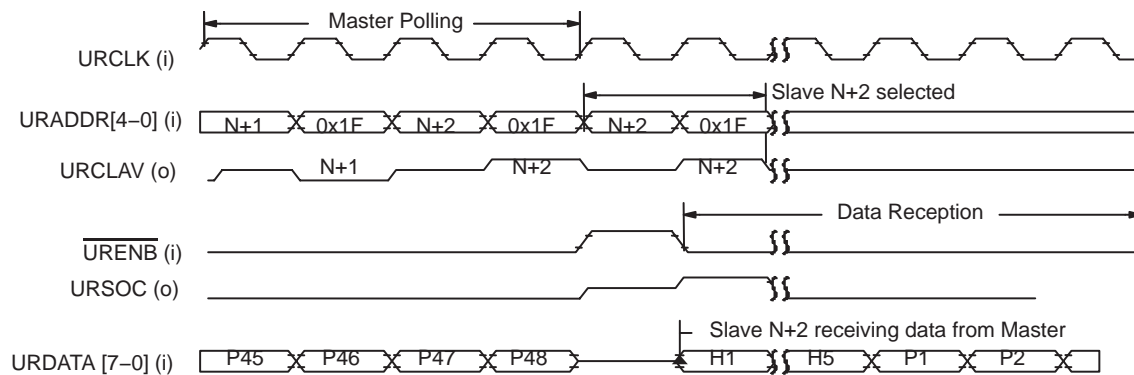 Master Polling
URCLK (i)
Slave N+2 selected
URADDR[4–0] (i) N+1 0x1F N+2 0x1F N+2 0x1F
URCLAV (o) N+1 N+2 N+2
Data Reception
URENB (i)
URSOC (o)
Slave N+2 receiving data from Master
URDATA [7–0] (i) P45 P46 P47 P48 H1 H5 P1 P2